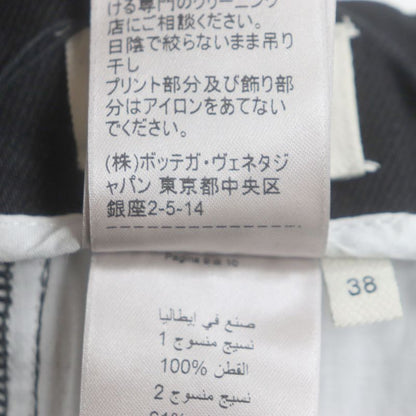 ける専門のクリーニング
店にご相談ください。
日陰で絞らないまま吊り
干し
プリント部分及び飾り部
分はアイロンをあてない
でください。
(株)ボッテガ・ヴェネタジ
ャパン 東京都中央区
銀座2-5-14
38
صنع في إيطاليا
نسيج منسوج 1
القطن 100%
نسيج منسوج 2